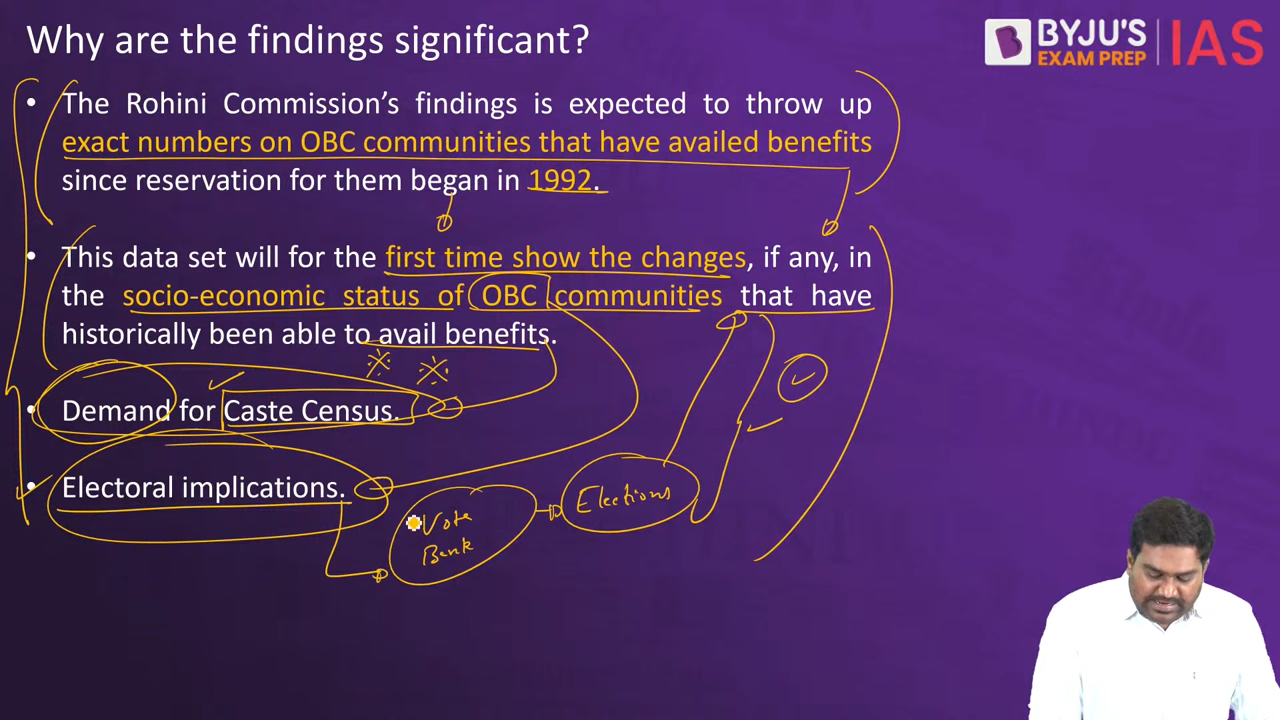 Why are the findings significant?
BYJU'S
EXAM PREP
IAS
• The Rohini Commission's findings is expected to throw up
exact numbers on OBC communities that have availed benefits
since reservation for them began in 1992.
• This data set will for the first time show the changes, if any, in
the socio-economic status of OBC communities that have
historically been able to avail benefits.
• Demand for Caste Census.
• Electoral implications.
Vote
Bank
Elections